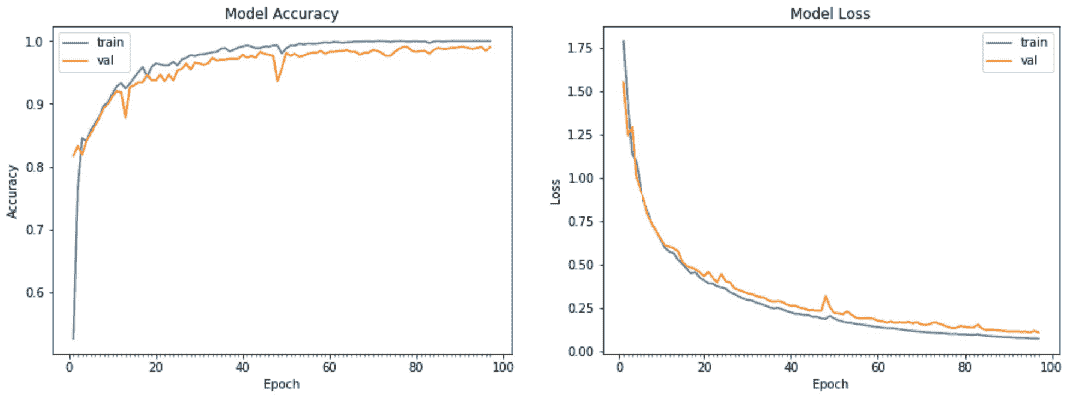 Model Accuracy
train
val
1.0
0.9
0.8
0.7
0.6
Accuracy
0 20 40 60 80 100
Epoch
Model Loss
train
val
1.75
1.50
1.25
1.00
0.75
0.50
0.25
0.00
Loss
0 20 40 60 80 100
Epoch